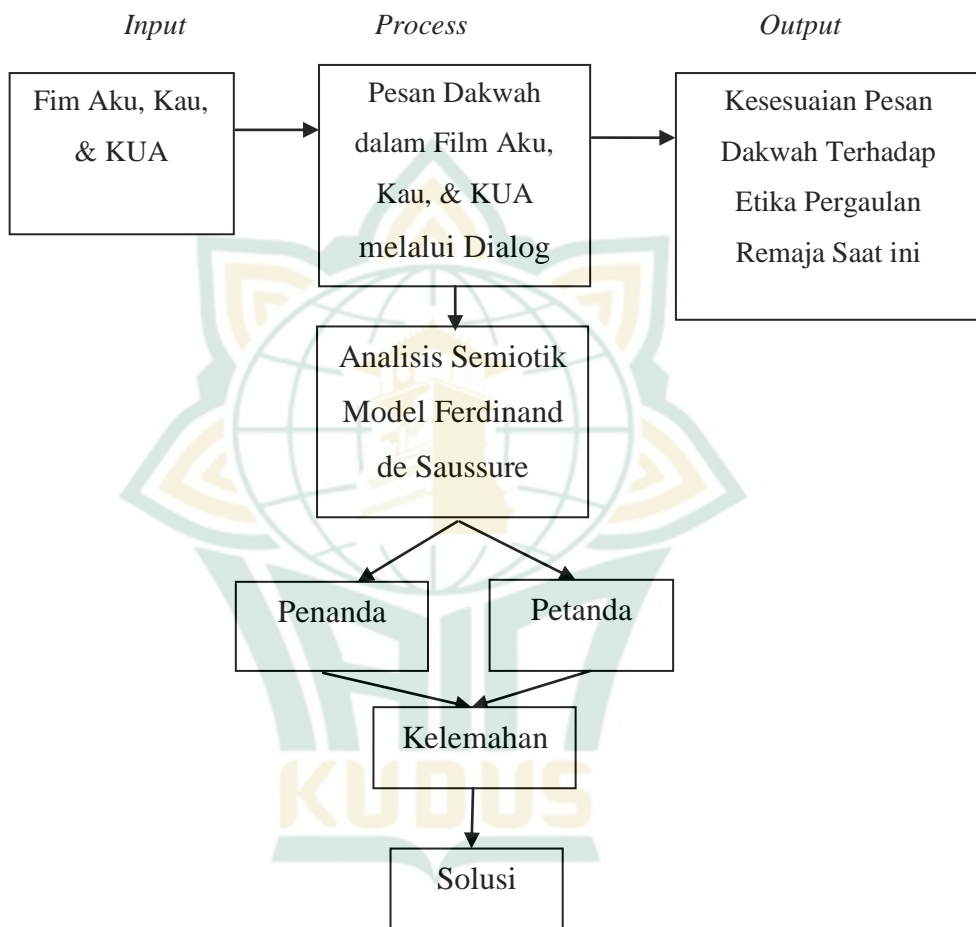 Input Process Output
Fim Aku, Kau,
& KUA
Pesan Dakwah
dalam Film Aku,
Kau, & KUA
melalui Dialog
Kesesuaian Pesan
Dakwah Terhadap
Etika Pergaulan
Remaja Saat ini
Analisis Semiotik
Model Ferdinand
de Saussure
Penanda
Petanda
Kelemahan
KUDUS
Solusi